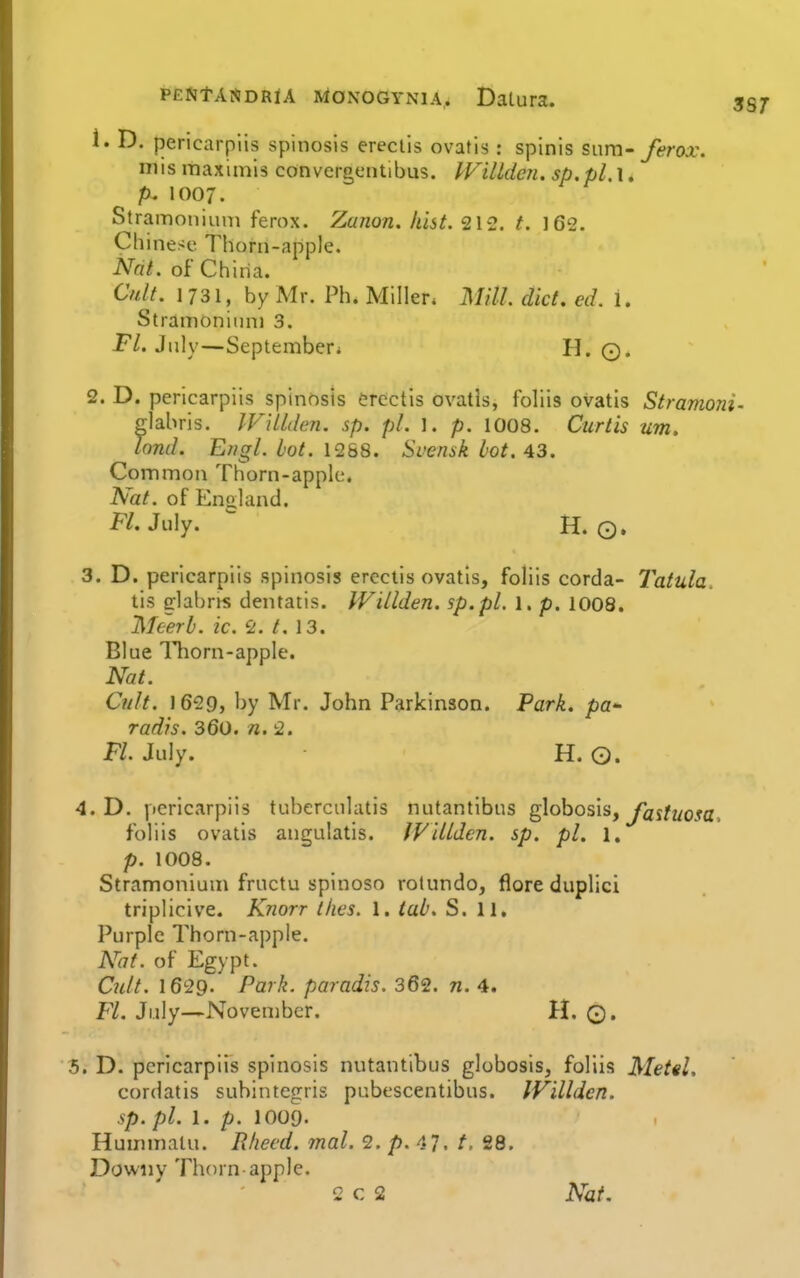 PENTANDRIA MONOGYNIA. Datura. 387
1. D. pericarpiis spinosis erectis ovatis : spinis sum- ferox.
mis maximis convergentibus. Willden. sp. pl. 1.
p. 1007.
Stramonium ferox. Zanon. hist. 212. t. 162.
Chinese Thorn-apple.
Nat. of China.
Cult. 1731, by Mr. Ph. Miller. Mill. dict. ed. 1.
Stramonium 3.
Fl. July—September. H. ☉.
2. D. pericarpiis spinosis erectis ovatis, foliis ovatis Stramoni-
glabris. Willden. sp. pl. 1. p. 1008. Curtis um.
lond. Engl. bot. 1288. Svensk bot. 43.
Common Thorn-apple.
Nat. of England.
Fl. July. H. ☉.
3. D. pericarpiis spinosis erectis ovatis, foliis corda- Tatula.
tis glabris dentatis. Willden. sp. pl. 1. p. 1008.
Meerb. ic. 2. t. 13.
Blue Thorn-apple.
Nat.
Cult. 1629, by Mr. John Parkinson. Park. pa-
radis. 360. n. 2.
Fl. July. H. ☉.
4. D. pericarpiis tuberculatis nutantibus globosis, fastuosa.
foliis ovatis angulatis. Willden. sp. pl. 1.
p. 1008.
Stramonium fructu spinoso rotundo, flore duplici
triplicive. Knorr thes. 1. tab. S. 11.
Purple Thorn-apple.
Nat. of Egypt.
Cult. 1629. Park. paradis. 362. n. 4.
Fl. July—November. H. ☉.
5. D. pericarpiis spinosis nutantibus globosis, foliis Metel.
cordatis subintegris pubescentibus. Willden.
sp. pl. 1. p. 1009.
Hummatu. Rheed. mal. 2. p. 47. t. 28.
Downy Thorn-apple.
2 C 2 Nat.